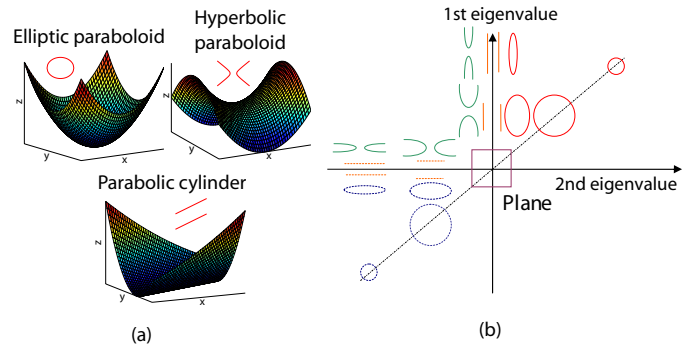 Elliptic paraboloid
Hyperbolic
paraboloid
z
y
x
z
y
x
Parabolic cylinder
z
y
x
(a)
1st eigenvalue
2nd eigenvalue
Plane
(b)